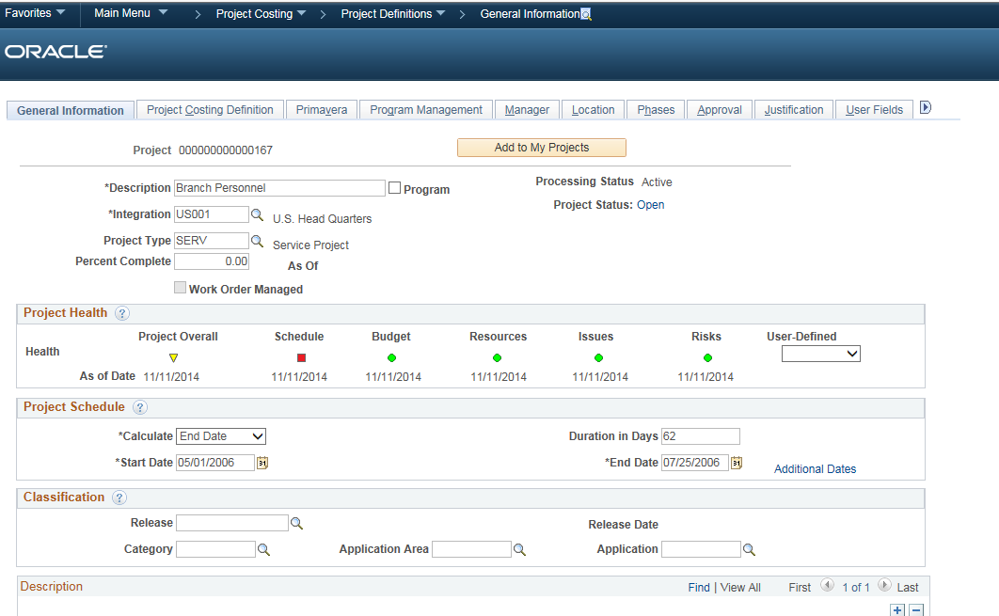 Favorites Main Menu > Project Costing > Project Definitions > General Information
ORACLE
General Information Project Costing Definition Primavera Program Management Manager Location Phases Approval Justification User Fields
Project 000000000000167 Add to My Projects
*Description Branch Personnel Program Processing Status Active
*Integration US001 U.S. Head Quarters Project Status: Open
Project Type SERV Service Project
Percent Complete 0.00 As Of
Work Order Managed
Project Health ?
Project Overall Schedule Budget Resources Issues Risks User-Defined
Health
As of Date 11/11/2014 11/11/2014 11/11/2014 11/11/2014 11/11/2014 11/11/2014
Project Schedule ?
*Calculate End Date Duration in Days 62
*Start Date 05/01/2006 31 *End Date 07/25/2006 31 Additional Dates
Classification ?
Release Release Date
Category Application Area Application
Description Find | View All First 1 of 1 Last
+ −